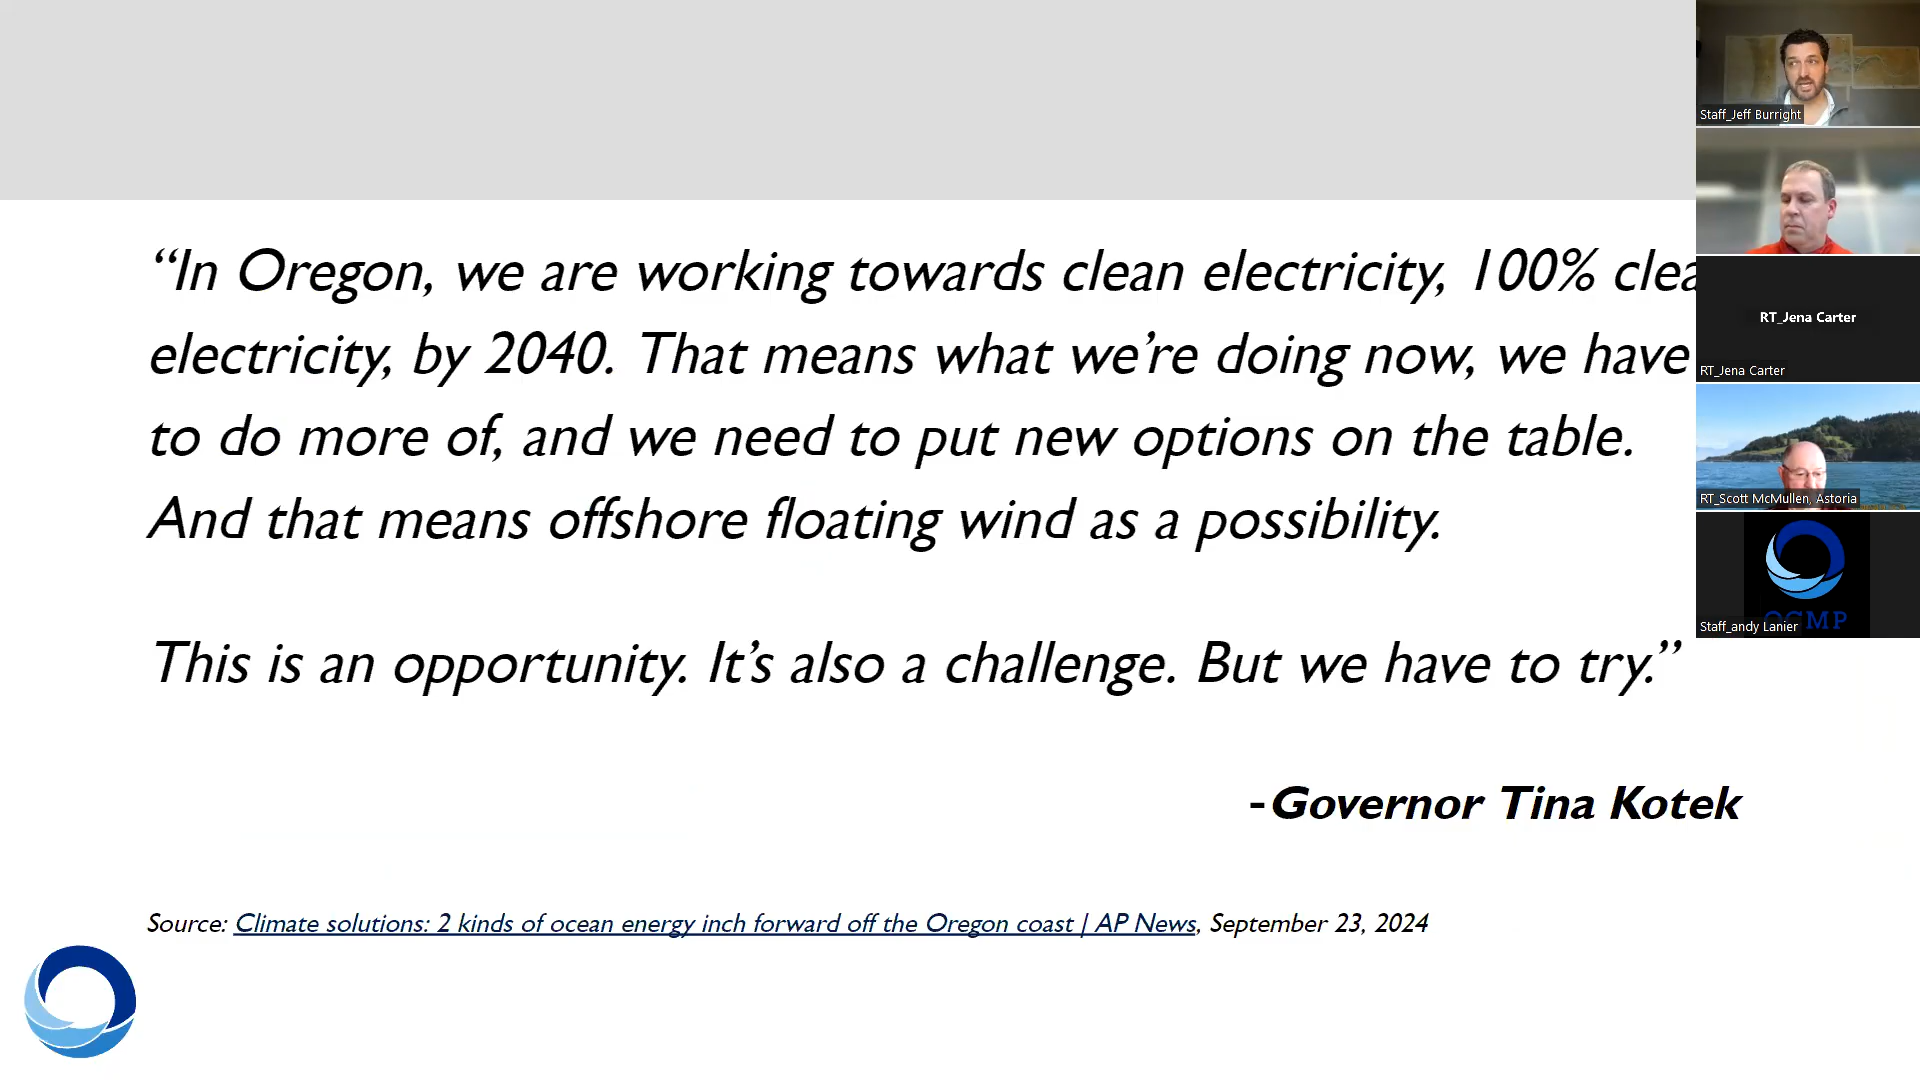 “In Oregon, we are working towards clean electricity, 100% clea
electricity, by 2040. That means what we’re doing now, we have
to do more of, and we need to put new options on the table.
And that means offshore floating wind as a possibility.
This is an opportunity. It’s also a challenge. But we have to try.”
-Governor Tina Kotek
Source: Climate solutions: 2 kinds of ocean energy inch forward off the Oregon coast | AP News, September 23, 2024
Staff_Jeff Burright
RT_Jena Carter
RT_Jena Carter
RT_Scott McMullen, Astoria
OCMP
Staff_andy Lanier